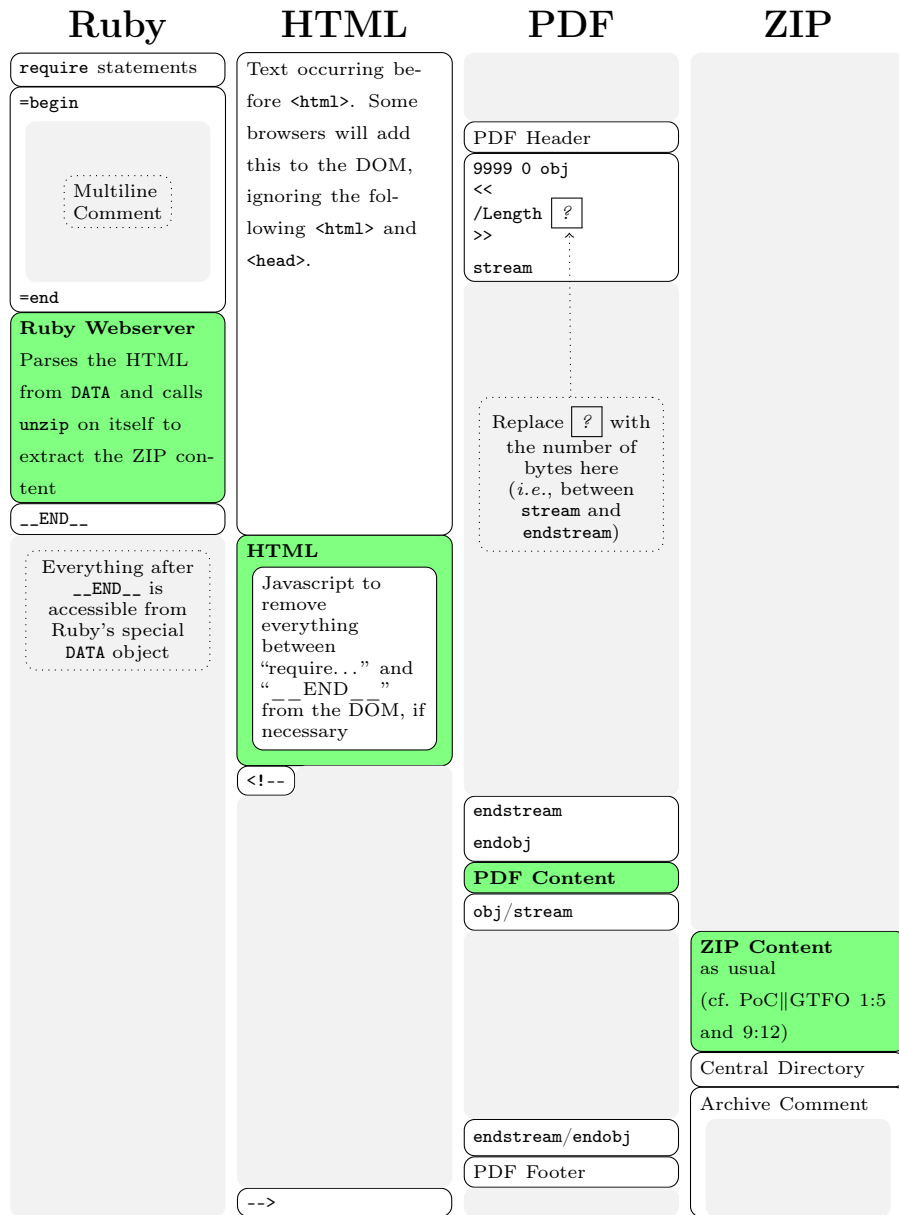 Ruby
HTML
PDF
ZIP
require statements
=begin
Multiline
Comment
=end
Ruby Webserver
Parses the HTML
from DATA and calls
unzip on itself to
extract the ZIP con-
tent
__END__
Everything after
__END__ is
accessible from
Ruby's special
DATA object
Text occurring be-
fore <html>. Some
browsers will add
this to the DOM,
ignoring the fol-
lowing <html> and
<head>.
HTML
Javascript to
remove
everything
between
“require...” and
“__END__”
from the DOM, if
necessary
<!--
-->
PDF Header
9999 0 obj
<<
/Length ?
>>
stream
Replace ? with
the number of
bytes here
(i.e., between
stream and
endstream)
endstream
endobj
PDF Content
obj/stream
endstream/endobj
PDF Footer
ZIP Content
as usual
(cf. PoC‖GTFO 1:5
and 9:12)
Central Directory
Archive Comment